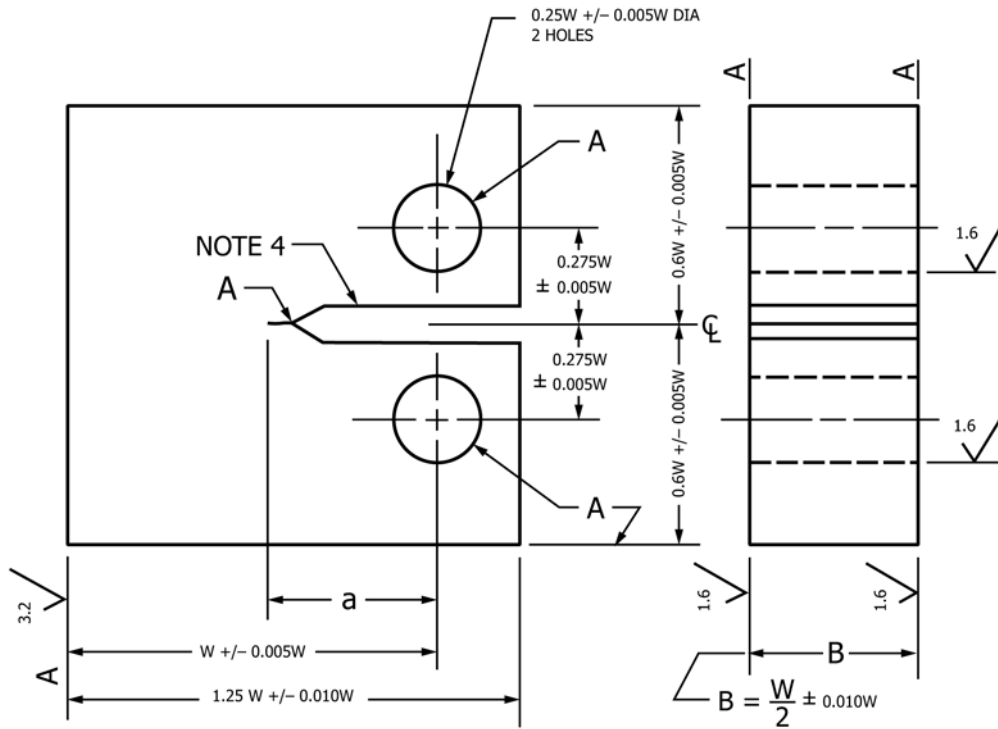 0.25W +/– 0.005W DIA
2 HOLES
A
A
A
0.6W +/– 0.005W
NOTE 4
A
0.275W
± 0.005W
1.6
℄
0.275W
± 0.005W
0.6W +/– 0.005W
1.6
A
3.2
a
1.6
1.6
W +/– 0.005W
B
A
1.25 W +/– 0.010W
B = W/2 ± 0.010W